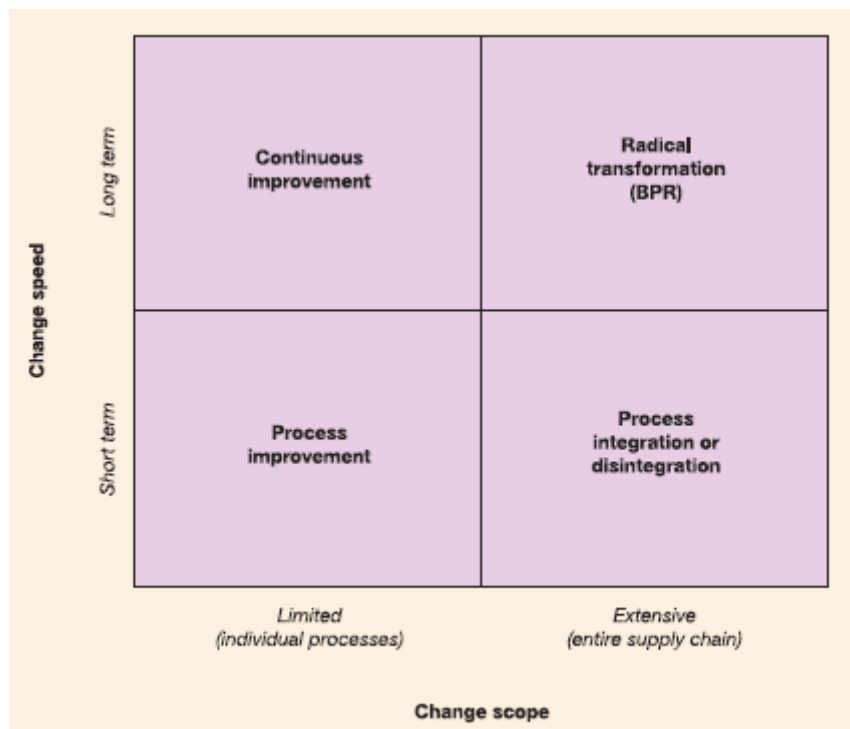 Change speed
Long term
Continuous
improvement
Radical
transformation
(BPR)
Short term
Process
improvement
Process
integration or
disintegration
Limited
(individual processes)
Extensive
(entire supply chain)
Change scope